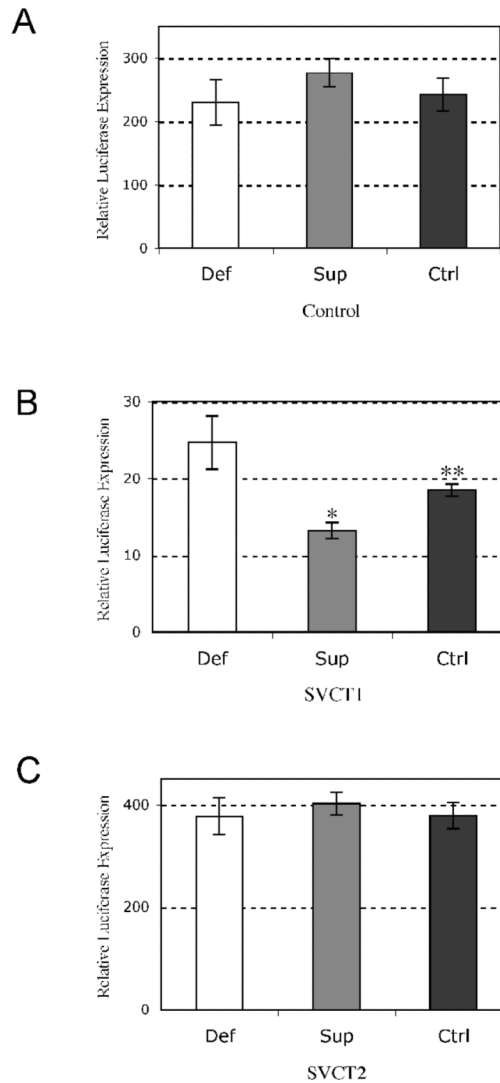 A
Relative Luciferase Expression
300
200
100
0
Def Sup Ctrl
Control
B
Relative Luciferase Expression
30
20
10
0
* **
Def Sup Ctrl
SVCT1
C
Relative Luciferase Expression
400
200
0
Def Sup Ctrl
SVCT2